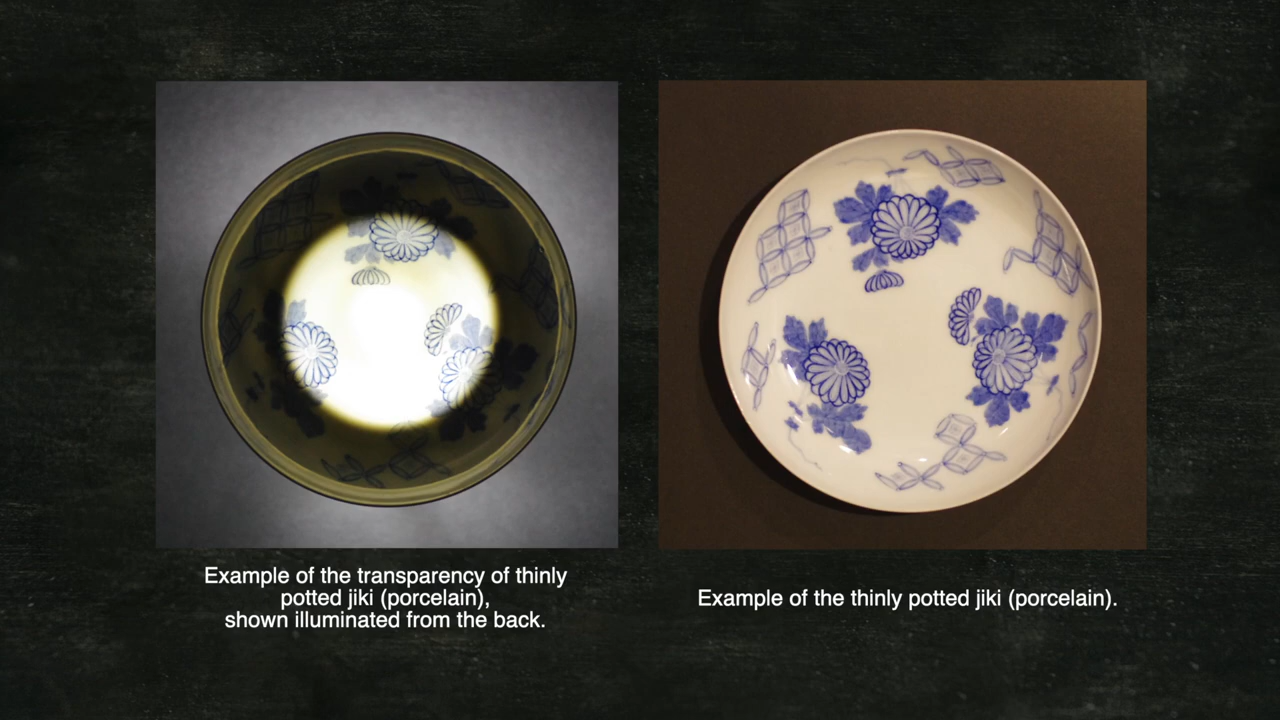 Example of the transparency of thinly
potted jiki (porcelain),
shown illuminated from the back.
Example of the thinly potted jiki (porcelain).